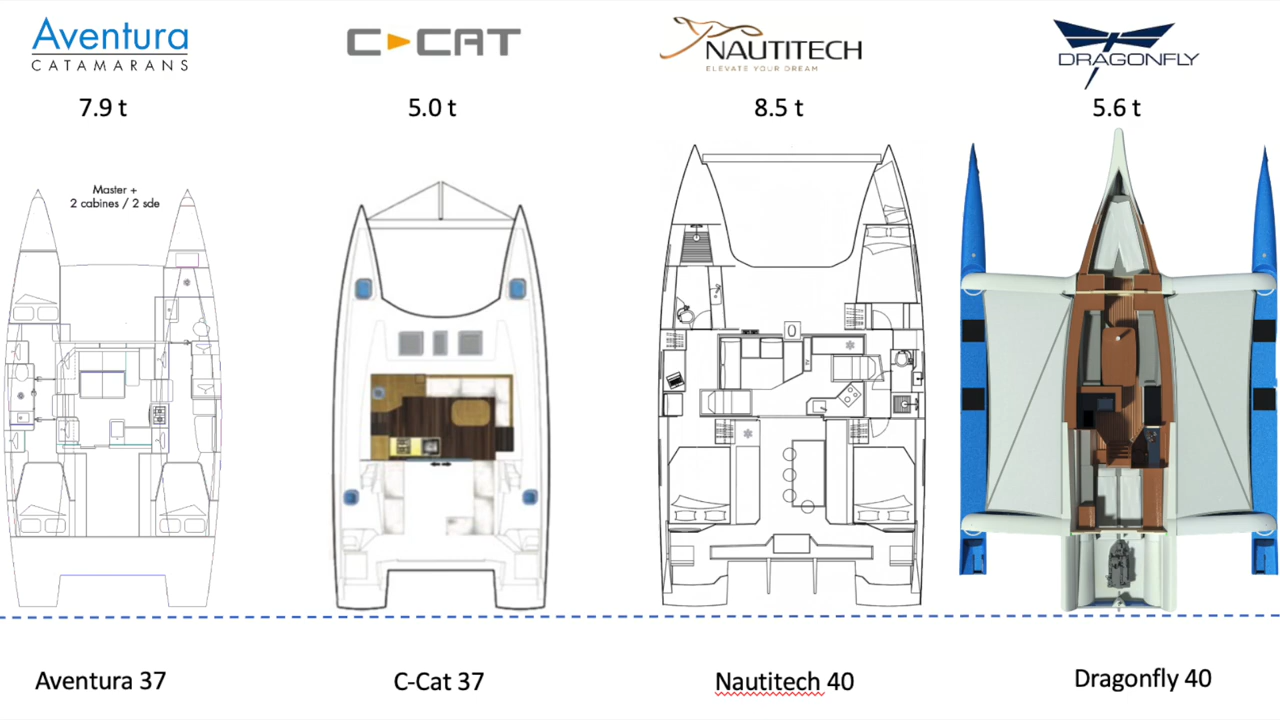 Aventura
CATAMARANS
C CAT
NAUTITECH
ELEVATE YOUR DREAM
DRAGONFLY
7.9 t
5.0 t
8.5 t
5.6 t
Master +
2 cabines / 2 sde
Aventura 37
C-Cat 37
Nautitech 40
Dragonfly 40